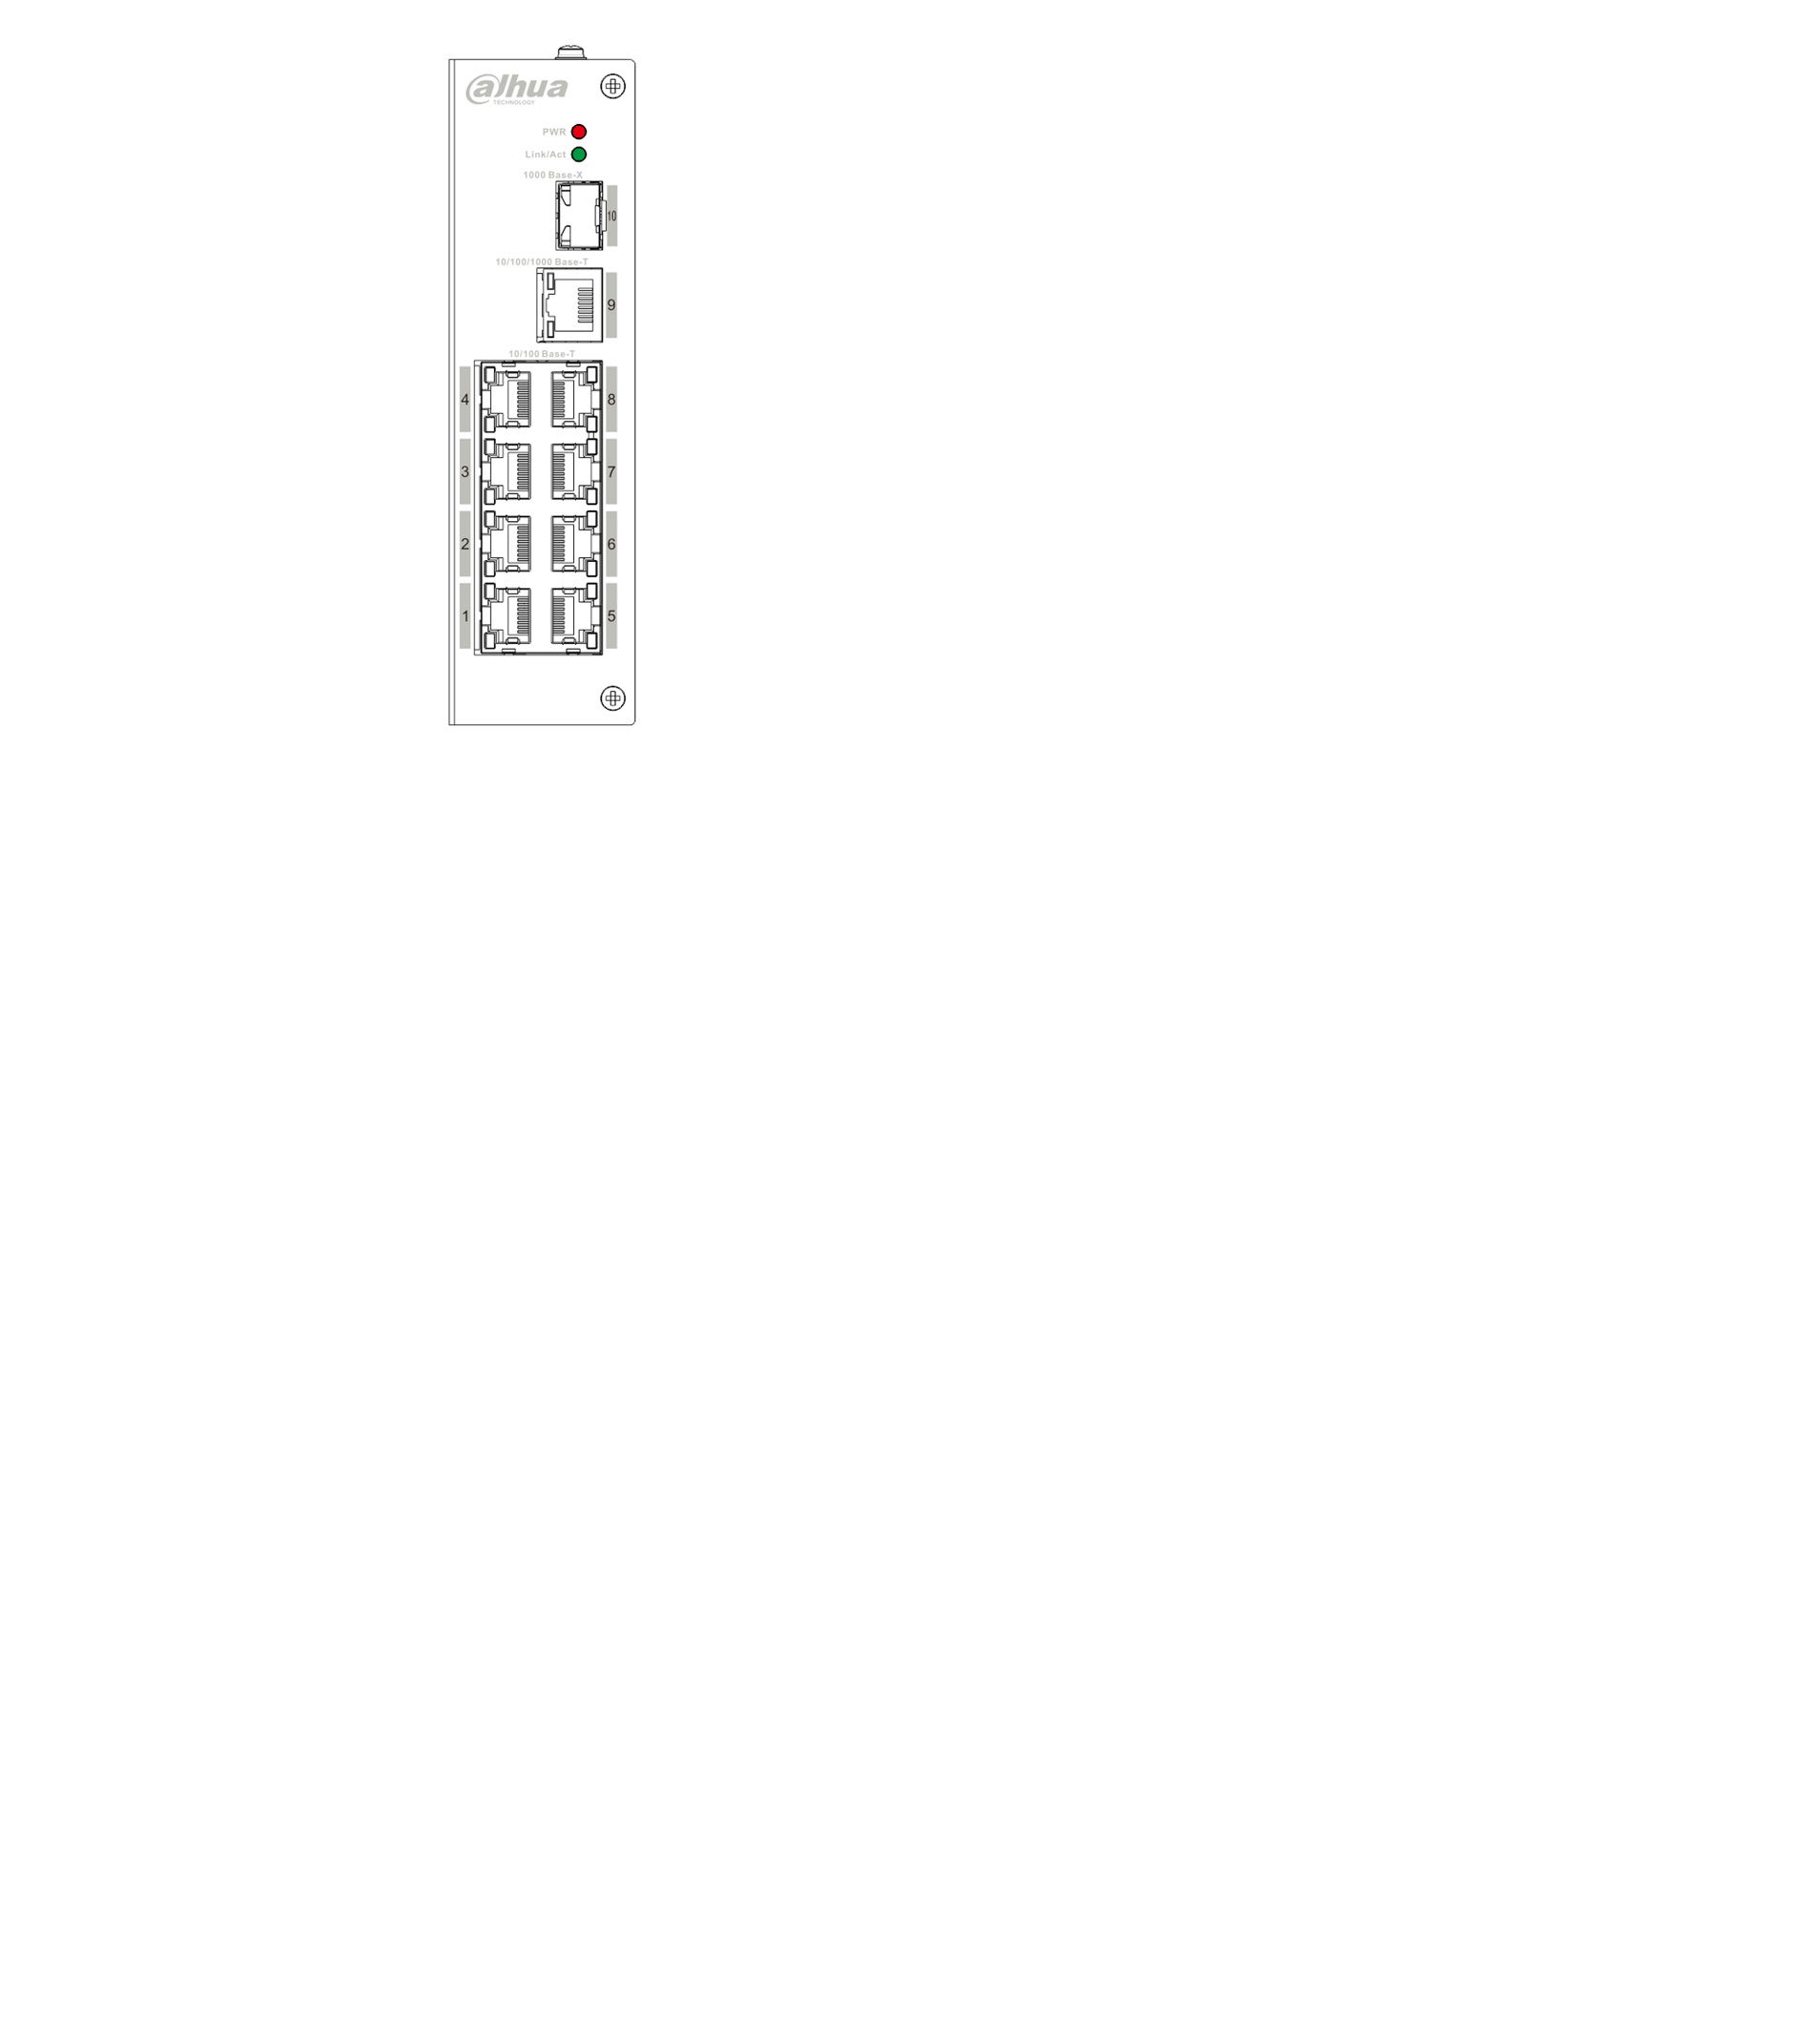 alhua
TECHNOLOGY
PWR
Link/Act
1000 Base-X
10
10/100/1000 Base-T
9
10/100 Base-T
4 8
3 7
2 6
1 5